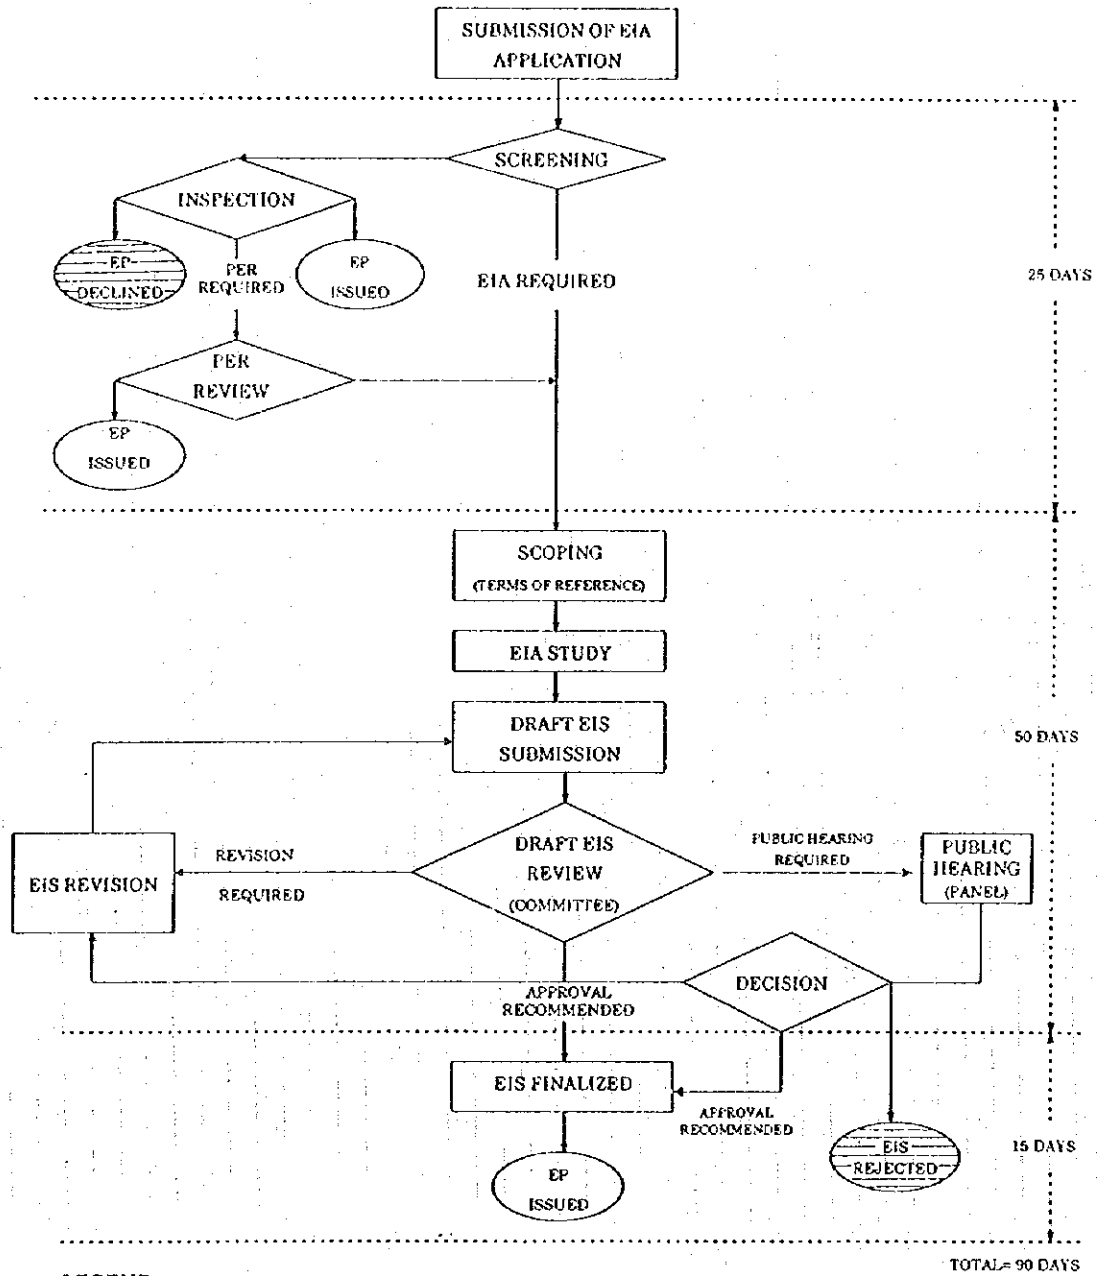 SUBMISSION OF EIA
APPLICATION
SCREENING
INSPECTION
EP
DECLINED
PER
REQUIRED
EP
ISSUED
EIA REQUIRED
25 DAYS
PER
REVIEW
EP
ISSUED
SCOPING
(TERMS OF REFERENCE)
EIA STUDY
DRAFT EIS
SUBMISSION
50 DAYS
EIS REVISION
REVISION
REQUIRED
DRAFT EIS
REVIEW
(COMMITTEE)
PUBLIC HEARING
REQUIRED
PUBLIC
HEARING
(PANEL)
DECISION
APPROVAL
RECOMMENDED
EIS FINALIZED
APPROVAL
RECOMMENDED
EIS
REJECTED
15 DAYS
EP
ISSUED
TOTAL= 90 DAYS